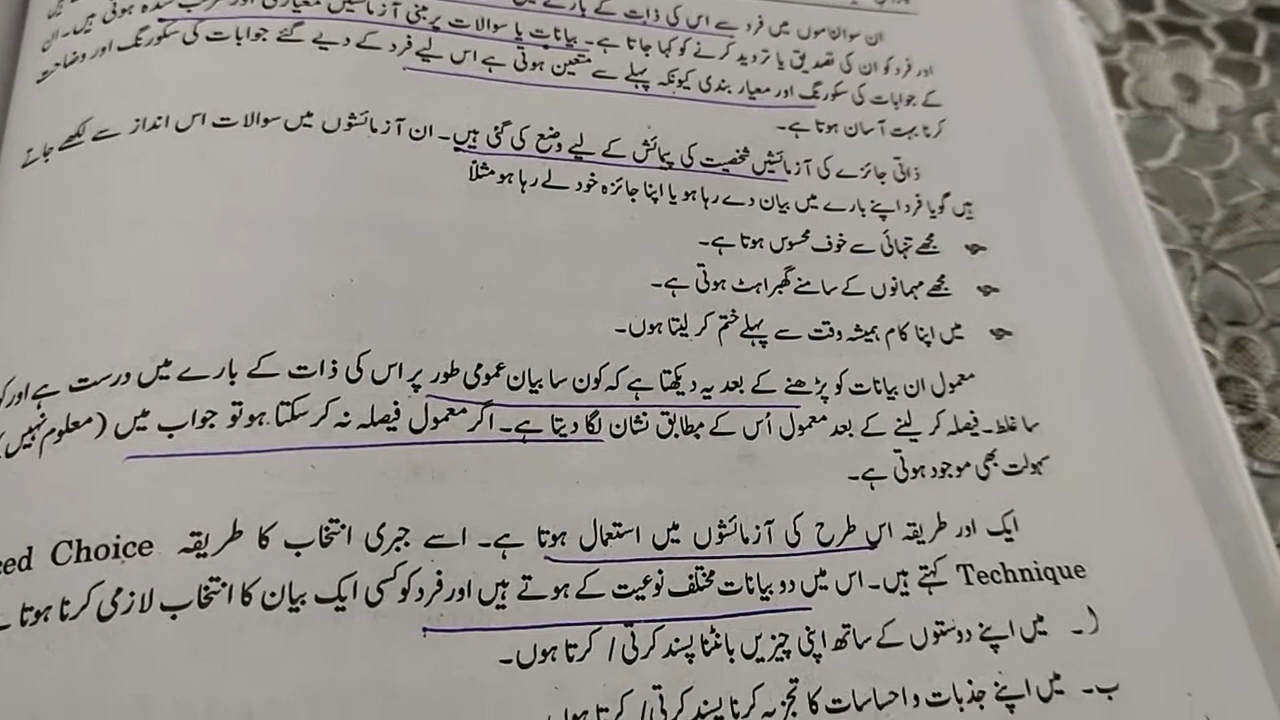 ان سوالناموں میں فرد سے اس کی ذات کے بارے میں
اور فرد کو ان کی تصدیق یا تردید کرنے کو کہا جاتا ہے۔ بیانات یا سوالات پر مبنی آزمائشیں معیاری اور مرتب شدہ ہوتی ہیں۔ ان
کے جوابات کی سکورنگ اور معیار بندی کیونکہ پہلے سے متعین ہوتی ہے اس لیے فرد کے دیے گئے جوابات کی سکورنگ اور وضاحت
کرنا بہت آسان ہوتا ہے۔
ذاتی جائزے کی آزمائشیں شخصیت کی پیمائش کے لیے وضع کی گئی ہیں۔ ان آزمائشوں میں سوالات اس انداز سے لکھے جاتے
ہیں گویا فرد اپنے بارے میں بیان دے رہا ہو یا اپنا جائزہ خود لے رہا ہو مثلاً
مجھے تنہائی سے خوف محسوس ہوتا ہے۔
مجھے مہمانوں کے سامنے گھبراہٹ ہوتی ہے۔
میں اپنا کام ہمیشہ وقت سے پہلے ختم کر لیتا ہوں۔
معمول ان بیانات کو پڑھنے کے بعد یہ دیکھتا ہے کہ کون سا بیان عمومی طور پر اس کی ذات کے بارے میں درست ہے اور
سا غلط۔ فیصلہ کر لینے کے بعد معمول اُس کے مطابق نشان لگا دیتا ہے۔ اگر معمول فیصلہ نہ کر سکتا ہو تو جواب میں (معلوم نہیں)
سہولت بھی موجود ہوتی ہے۔
ایک اور طریقہ اس طرح کی آزمائشوں میں استعمال ہوتا ہے۔ اسے جبری انتخاب کا طریقہ Choice
Technique کہتے ہیں۔ اس میں دو بیانات مختلف نوعیت کے ہوتے ہیں اور فرد کو کسی ایک بیان کا انتخاب لازمی کرنا ہوتا
(۔ میں اپنے دوستوں کے ساتھ اپنی چیزیں بانٹنا پسند کرتی / کرتا ہوں۔
ب۔ میں اپنے جذبات و احساسات کا تجزیہ کرنا پسند کرتی / کرتا ہوں